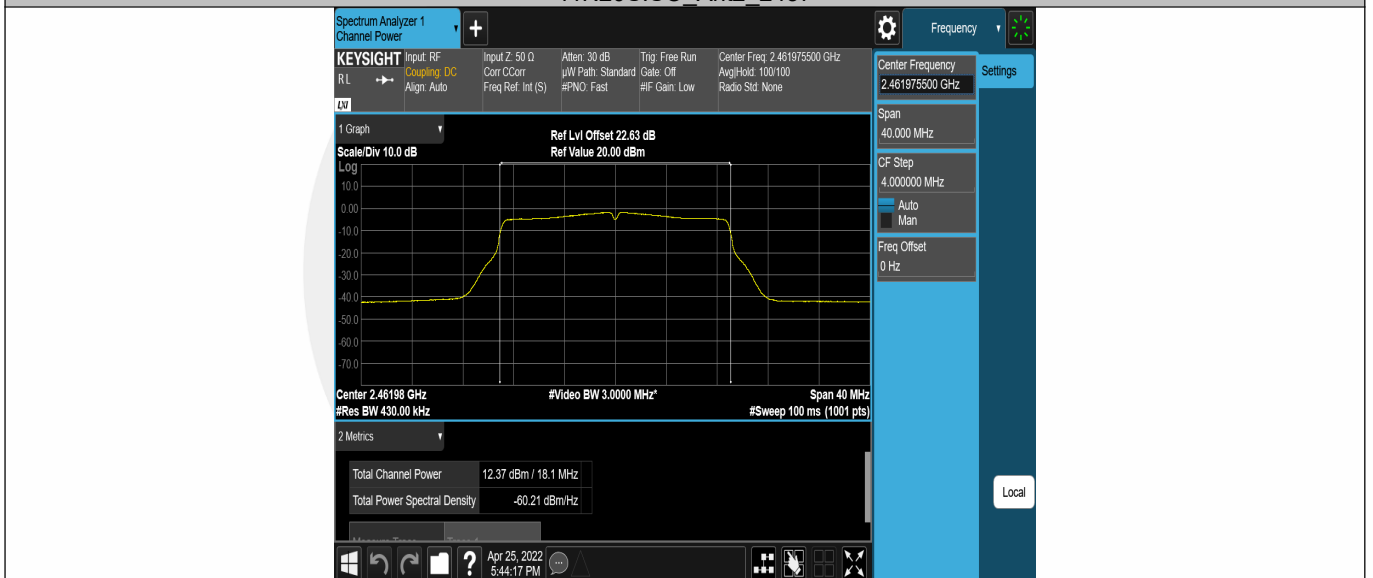 Spectrum Analyzer 1
Channel Power
Frequency
KEYSIGHT
RL
LXI
Input: RF
Coupling: DC
Align: Auto
Input Z: 50 Ω
Corr CCorr
Freq Ref: Int (S)
Atten: 30 dB
µW Path: Standard
#PNO: Fast
Trig: Free Run
Gate: Off
#IF Gain: Low
Center Freq: 2.461975500 GHz
Avg|Hold: 100/100
Radio Std: None
Center Frequency
2.461975500 GHz
Settings
Span
40.000 MHz
CF Step
4.000000 MHz
Auto
Man
Freq Offset
0 Hz
Local
1 Graph
Scale/Div 10.0 dB
Ref Lvl Offset 22.63 dB
Ref Value 20.00 dBm
Log
10.0
0.00
-10.0
-20.0
-30.0
-40.0
-50.0
-60.0
-70.0
Center 2.46198 GHz
#Video BW 3.0000 MHz*
Span 40 MHz
#Res BW 430.00 kHz
#Sweep 100 ms (1001 pts)
2 Metrics
Total Channel Power 12.37 dBm / 18.1 MHz
Total Power Spectral Density -60.21 dBm/Hz
Apr 25, 2022
5:44:17 PM